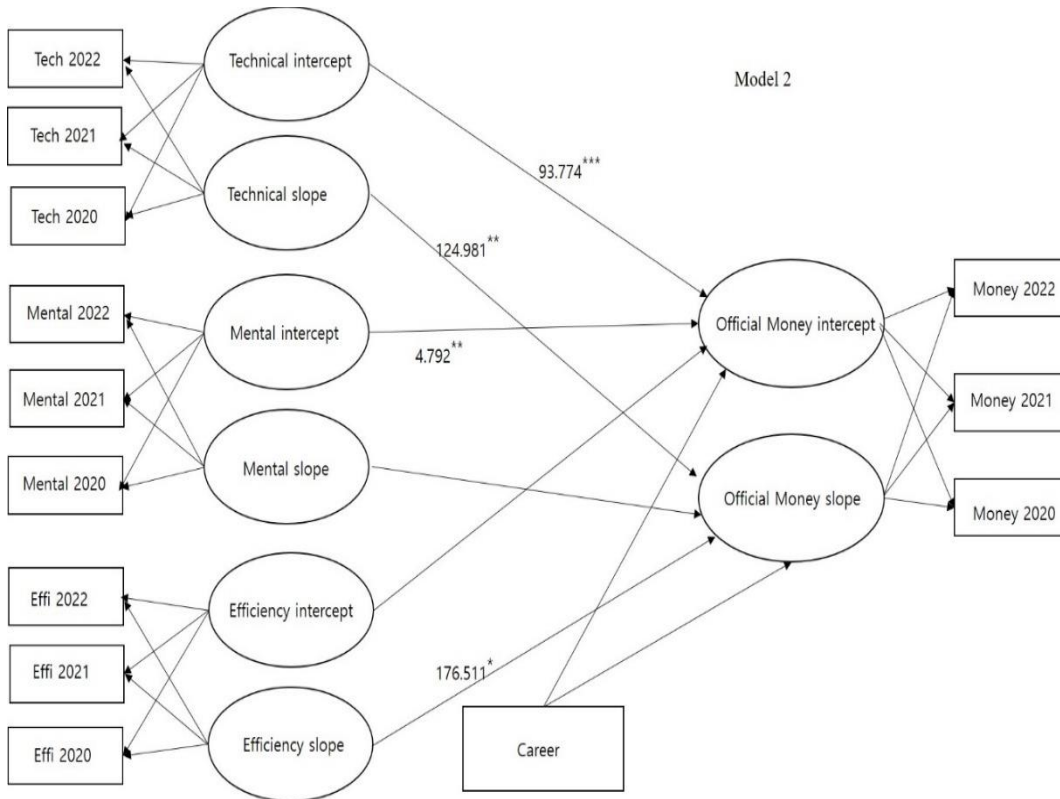 Model 2
Tech 2022
Tech 2021
Tech 2020
Technical intercept
Technical slope
93.774***
124.981**
Mental 2022
Mental 2021
Mental 2020
Mental intercept
Mental slope
4.792**
Effi 2022
Effi 2021
Effi 2020
Efficiency intercept
Efficiency slope
176.511*
Career
Official Money intercept
Official Money slope
Money 2022
Money 2021
Money 2020